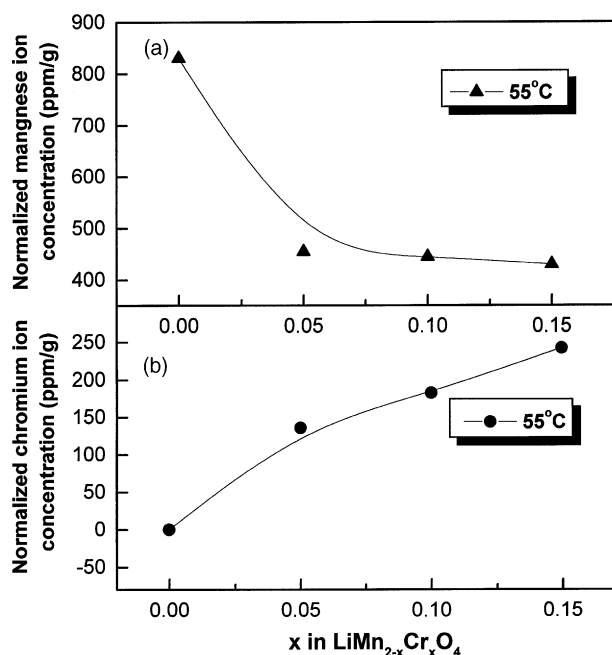 900
800
700
600
500
400
Normalized mangnese ion
concentration (ppm/g)
(a)
55°C
0.00 0.05 0.10 0.15
250
200
150
100
50
0
-50
Normalized chromium ion
concentration (ppm/g)
(b)
55°C
0.00 0.05 0.10 0.15
x in LiMn₂₋ₓCrₓO₄